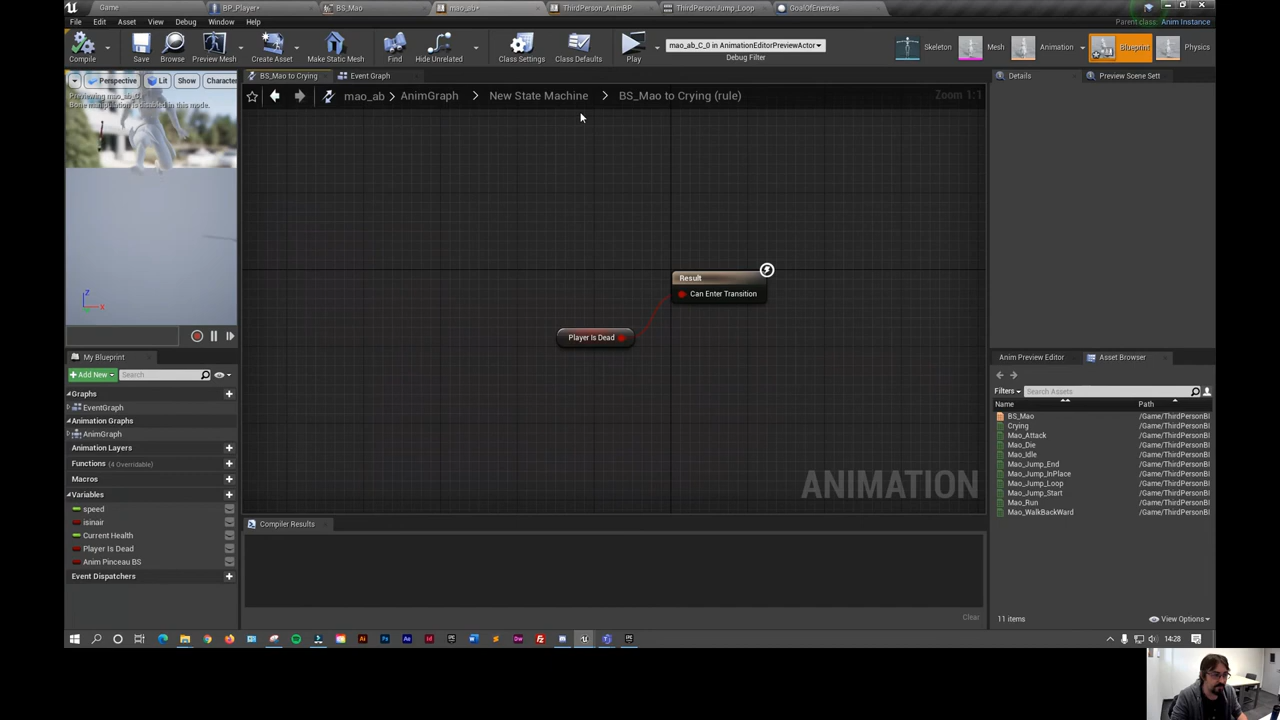 Game
BP_Player•
BS_Mao
mao_ab•
ThirdPerson_AnimBP
ThirdPersonJump_Loop
GoalOfEnemies
File Edit Asset View Debug Window Help
Parent class: Anim Instance
Compile
Save
Browse
Preview Mesh
Create Asset
Make Static Mesh
Find
Hide Unrelated
Class Settings
Class Defaults
Play
mao_ab_C_0 in AnimationEditorPreviewActor
Debug Filter
Skeleton
Mesh
Animation
Blueprint
Physics
Perspective
Lit
Show
Character
Previewing mao_ab_C
Bone manipulation is disabled in this mode.
BS_Mao to Crying
Event Graph
mao_ab > AnimGraph > New State Machine > BS_Mao to Crying (rule)
Zoom 1:1
Result
Can Enter Transition
Player Is Dead
ANIMATION
Z
X
My Blueprint
+Add New
Search
Graphs
EventGraph
Animation Graphs
AnimGraph
Animation Layers
Functions (4 Overridable)
Macros
Variables
speed
isinair
Current Health
Player Is Dead
Anim Pinceau BS
Event Dispatchers
Compiler Results
Clear
Details
Preview Scene Sett
Anim Preview Editor
Asset Browser
Filters
Search Assets
Name Path
BS_Mao /Game/ThirdPersonBl
Crying /Game/ThirdPersonBl
Mao_Attack /Game/ThirdPersonBl
Mao_Die /Game/ThirdPersonBl
Mao_Idle /Game/ThirdPersonBl
Mao_Jump_End /Game/ThirdPersonBl
Mao_Jump_InPlace /Game/ThirdPersonBl
Mao_Jump_Loop /Game/ThirdPersonBl
Mao_Jump_Start /Game/ThirdPersonBl
Mao_Run /Game/ThirdPersonBl
Mao_WalkBackWard /Game/ThirdPersonBl
11 items
View Options
14:28